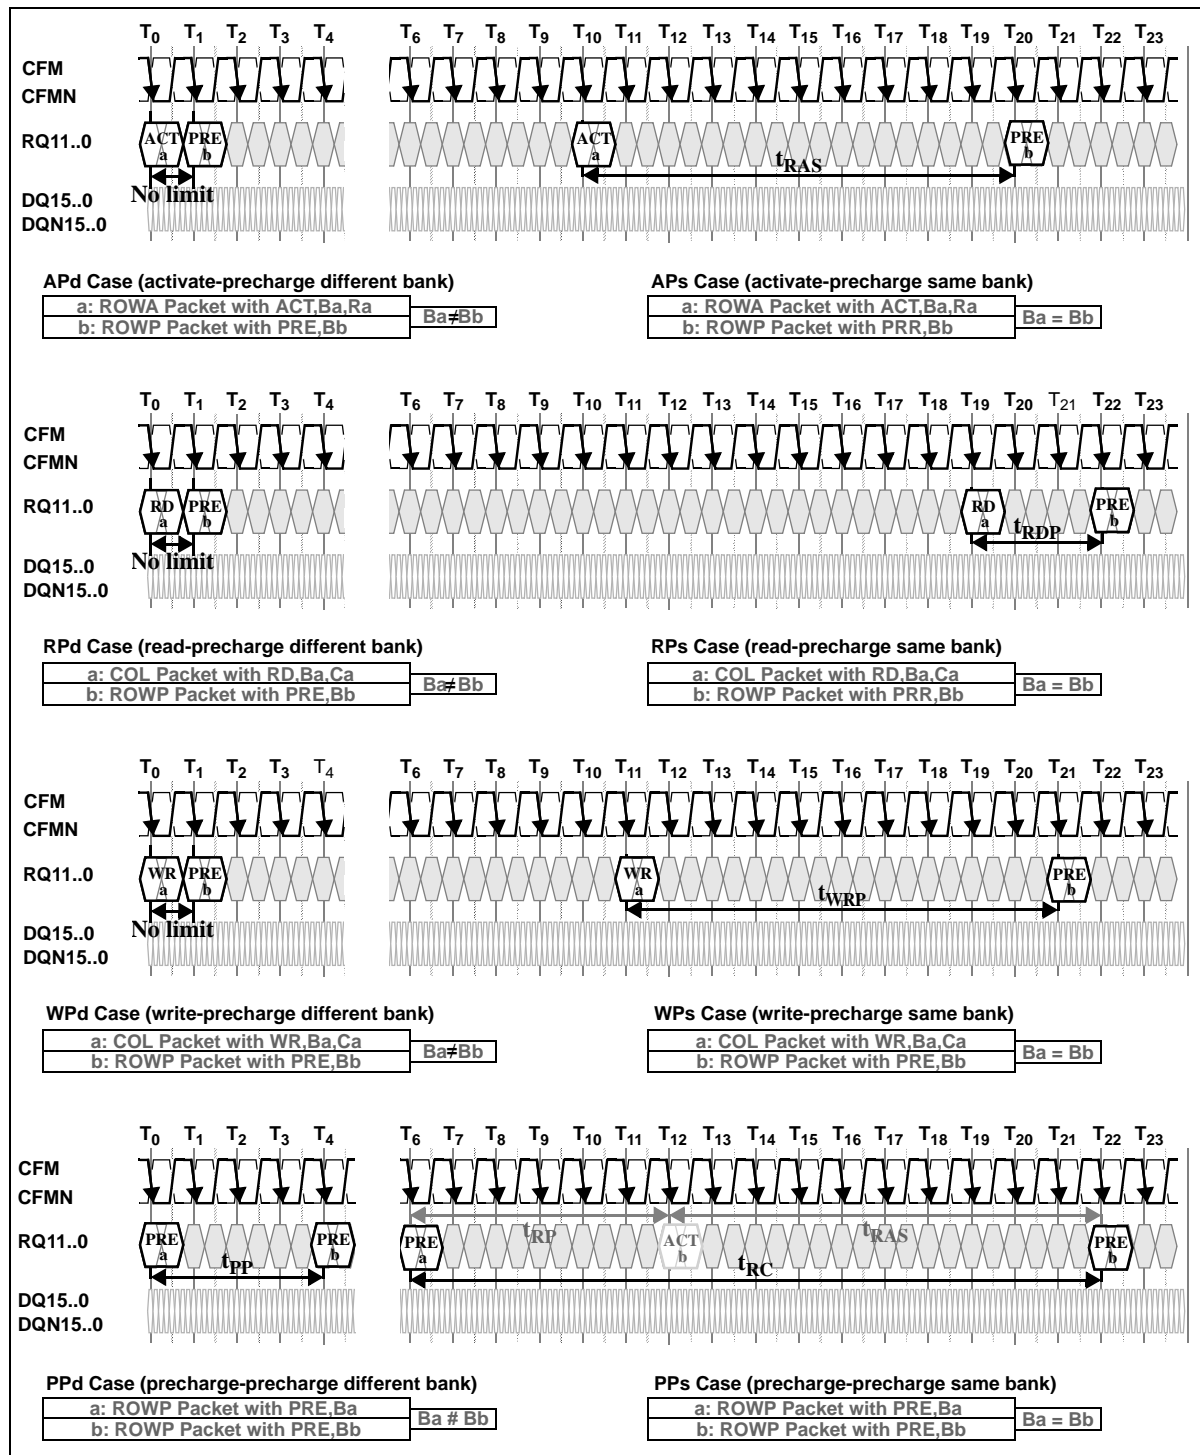 T0 T1 T2 T3 T4 T6 T7 T8 T9 T10 T11 T12 T13 T14 T15 T16 T17 T18 T19 T20 T21 T22 T23
CFM
CFMN
RQ11..0 ACT a PRE b ACT a PRE b
tRAS
No limit
DQ15..0
DQN15..0
APd Case (activate-precharge different bank) APs Case (activate-precharge same bank)
a: ROWA Packet with ACT,Ba,Ra Ba≠Bb a: ROWA Packet with ACT,Ba,Ra Ba = Bb
b: ROWP Packet with PRE,Bb b: ROWP Packet with PRR,Bb
T0 T1 T2 T3 T4 T6 T7 T8 T9 T10 T11 T12 T13 T14 T15 T16 T17 T18 T19 T20 T21 T22 T23
CFM
CFMN
RQ11..0 RD a PRE b RD a PRE b
tRDP
No limit
DQ15..0
DQN15..0
RPd Case (read-precharge different bank) RPs Case (read-precharge same bank)
a: COL Packet with RD,Ba,Ca Ba≠Bb a: COL Packet with RD,Ba,Ca Ba = Bb
b: ROWP Packet with PRE,Bb b: ROWP Packet with PRR,Bb
T0 T1 T2 T3 T4 T6 T7 T8 T9 T10 T11 T12 T13 T14 T15 T16 T17 T18 T19 T20 T21 T22 T23
CFM
CFMN
RQ11..0 WR a PRE b WR a PRE b
tWRP
No limit
DQ15..0
DQN15..0
WPd Case (write-precharge different bank) WPs Case (write-precharge same bank)
a: COL Packet with WR,Ba,Ca Ba≠Bb a: COL Packet with WR,Ba,Ca Ba = Bb
b: ROWP Packet with PRE,Bb b: ROWP Packet with PRE,Bb
T0 T1 T2 T3 T4 T6 T7 T8 T9 T10 T11 T12 T13 T14 T15 T16 T17 T18 T19 T20 T21 T22 T23
CFM
CFMN
tRP tRAS
RQ11..0 PRE a PRE b PRE a ACT b PRE b
tPP tRC
DQ15..0
DQN15..0
PPd Case (precharge-precharge different bank) PPs Case (precharge-precharge same bank)
a: ROWP Packet with PRE,Ba Ba # Bb a: ROWP Packet with PRE,Ba Ba = Bb
b: ROWP Packet with PRE,Bb b: ROWP Packet with PRE,Bb